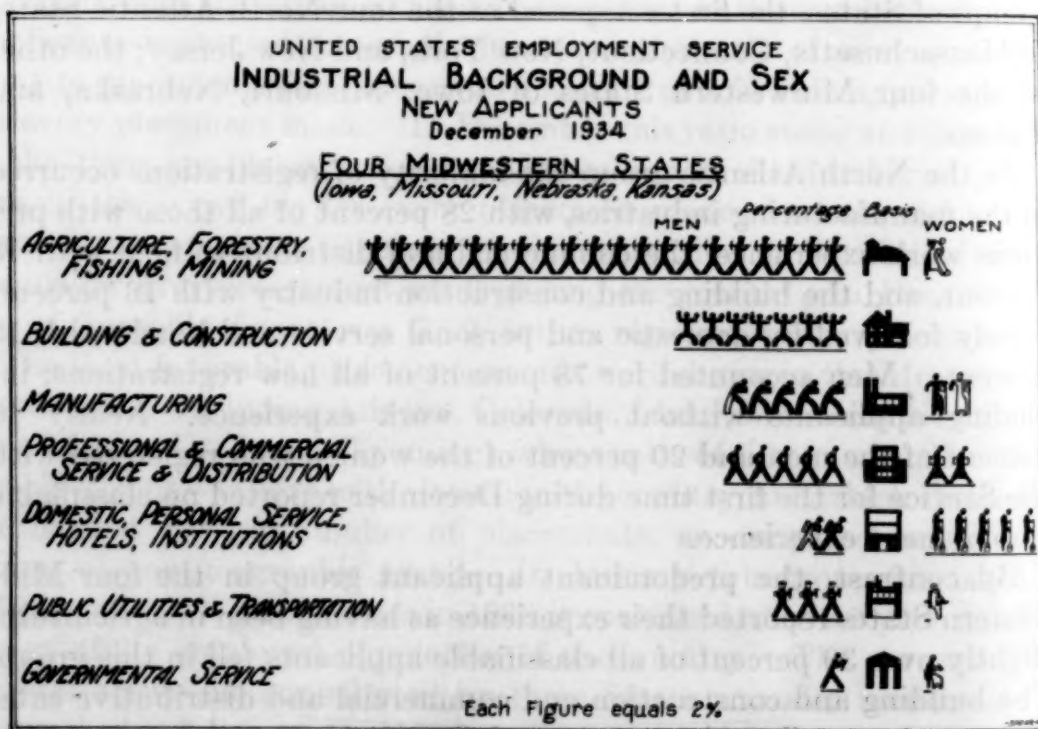 UNITED STATES EMPLOYMENT SERVICE
INDUSTRIAL BACKGROUND AND SEX
NEW APPLICANTS
December 1934
FOUR MIDWESTERN STATES
(Iowa, Missouri, Nebraska, Kansas)
Percentage Basis
MEN
WOMEN
AGRICULTURE, FORESTRY,
FISHING, MINING
BUILDING & CONSTRUCTION
MANUFACTURING
PROFESSIONAL & COMMERCIAL
SERVICE & DISTRIBUTION
DOMESTIC, PERSONAL SERVICE,
HOTELS, INSTITUTIONS
PUBLIC UTILITIES & TRANSPORTATION
GOVERNMENTAL SERVICE
Each Figure equals 2%